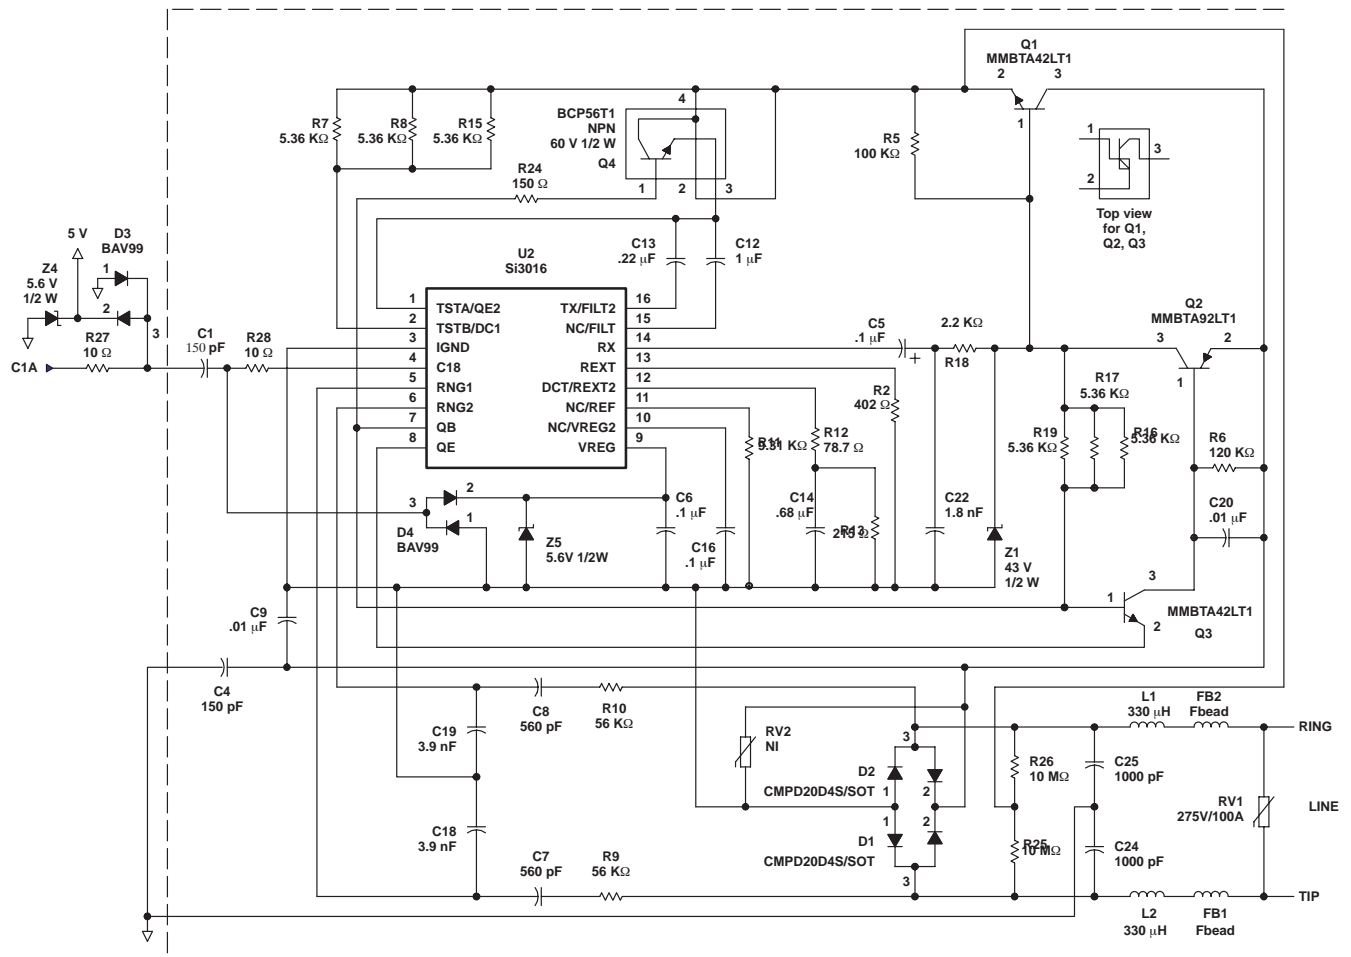 Q1
MMBTA42LT1
2 3
1
BCP56T1
NPN
60 V 1/2 W
Q4
4
1 2 3
R7
5.36 KΩ
R8
5.36 KΩ
R15
5.36 KΩ
R5
100 KΩ
1
3
2
Top view
for Q1,
Q2, Q3
R24
150 Ω
5 V
D3
BAV99
Z4
5.6 V
1/2 W
1
2
3
R27
10 Ω
C1
150 pF
R28
10 Ω
C1A
U2
Si3016
C13
.22 µF
C12
1 µF
1 TSTA/QE2 TX/FILT2 16
2 TSTB/DC1 NC/FILT 15
3 IGND RX 14
4 C18 REXT 13
5 RNG1 DCT/REXT2 12
6 RNG2 NC/REF 11
7 QB NC/VREG2 10
8 QE VREG 9
C5
.1 µF
+
2.2 KΩ
R18
Q2
MMBTA92LT1
3 2
1
R2
402 Ω
R17
5.36 KΩ
R19
5.36 KΩ
R16
5.36 KΩ
R6
120 KΩ
R11
9.31 KΩ
R12
78.7 Ω
3
2
1
D4
BAV99
Z5
5.6V 1/2W
C6
.1 µF
C16
.1 µF
C14
.68 µF
R13
215 Ω
C22
1.8 nF
Z1
43 V
1/2 W
C20
.01 µF
3
1
2
MMBTA42LT1
Q3
C9
.01 µF
C4
150 pF
C8
560 pF
R10
56 KΩ
C19
3.9 nF
C18
3.9 nF
C7
560 pF
R9
56 KΩ
RV2
NI
3
D2
1 2
CMPD20D4S/SOT
1 2
D1
CMPD20D4S/SOT
3
R26
10 MΩ
R25
10 MΩ
C25
1000 pF
C24
1000 pF
L1
330 µH
FB2
Fbead
RING
RV1
275V/100A
LINE
TIP
L2
330 µH
FB1
Fbead